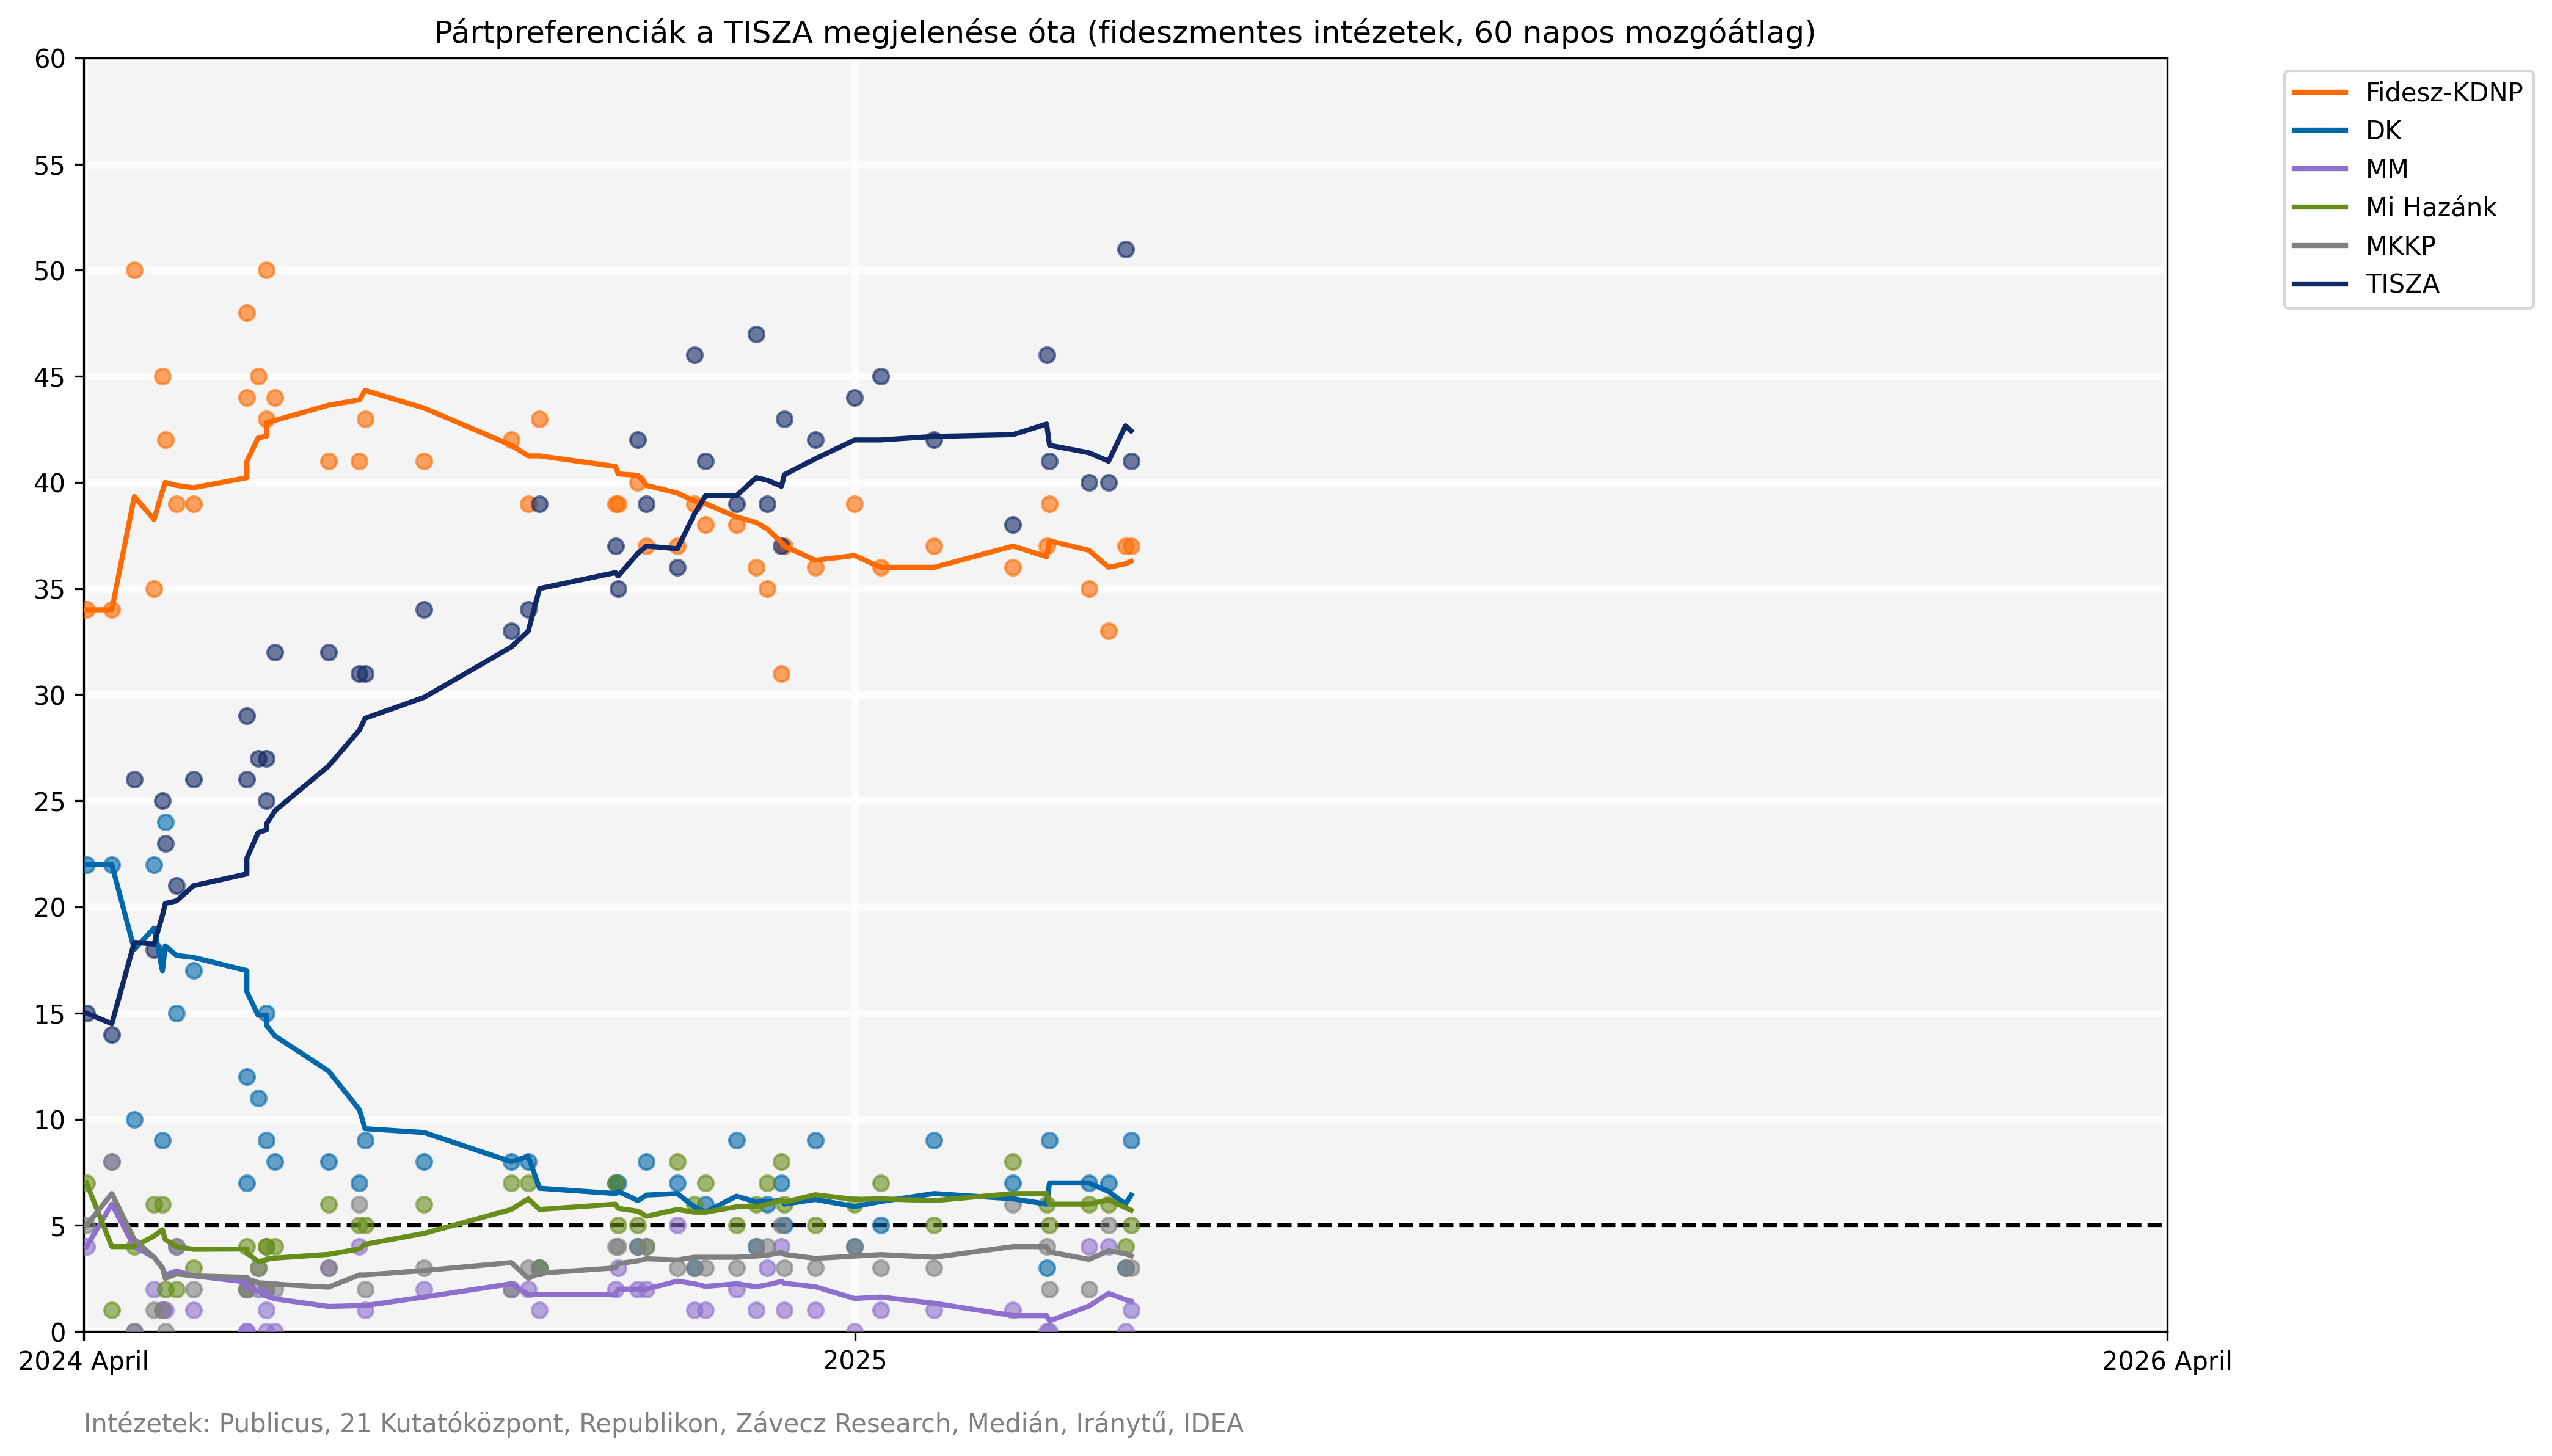 Pártpreferenciák a TISZA megjelenése óta (fideszmentes intézetek, 60 napos mozgóátlag)
60
55
50
45
40
35
30
25
20
15
10
5
0
2024 April
2025
2026 April
Fidesz-KDNP
DK
MM
Mi Hazánk
MKKP
TISZA
Intézetek: Publicus, 21 Kutatóközpont, Republikon, Závecz Research, Medián, Iránytű, IDEA